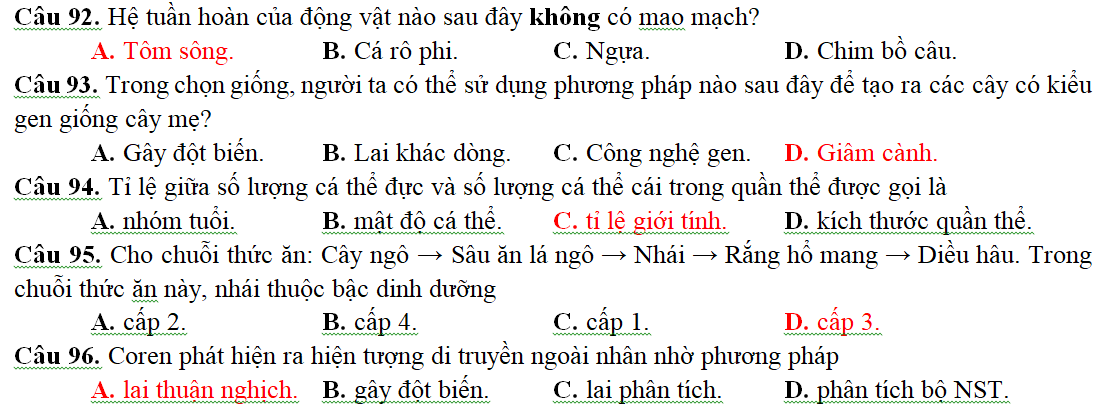 Câu 92. Hệ tuần hoàn của động vật nào sau đây không có mao mạch?
A. Tôm sông. B. Cá rô phi. C. Ngựa. D. Chim bồ câu.
Câu 93. Trong chọn giống, người ta có thể sử dụng phương pháp nào sau đây để tạo ra các cây có kiểu
gen giống cây mẹ?
A. Gây đột biến. B. Lai khác dòng. C. Công nghệ gen. D. Giâm cành.
Câu 94. Tỉ lệ giữa số lượng cá thể đực và số lượng cá thể cái trong quần thể được gọi là
A. nhóm tuổi. B. mật độ cá thể. C. tỉ lệ giới tính. D. kích thước quần thể.
Câu 95. Cho chuỗi thức ăn: Cây ngô → Sâu ăn lá ngô → Nhái → Rắng hổ mang → Diều hâu. Trong
chuỗi thức ăn này, nhái thuộc bậc dinh dưỡng
A. cấp 2. B. cấp 4. C. cấp 1. D. cấp 3.
Câu 96. Coren phát hiện ra hiện tượng di truyền ngoài nhân nhờ phương pháp
A. lai thuận nghịch. B. gây đột biến. C. lai phân tích. D. phân tích bộ NST.